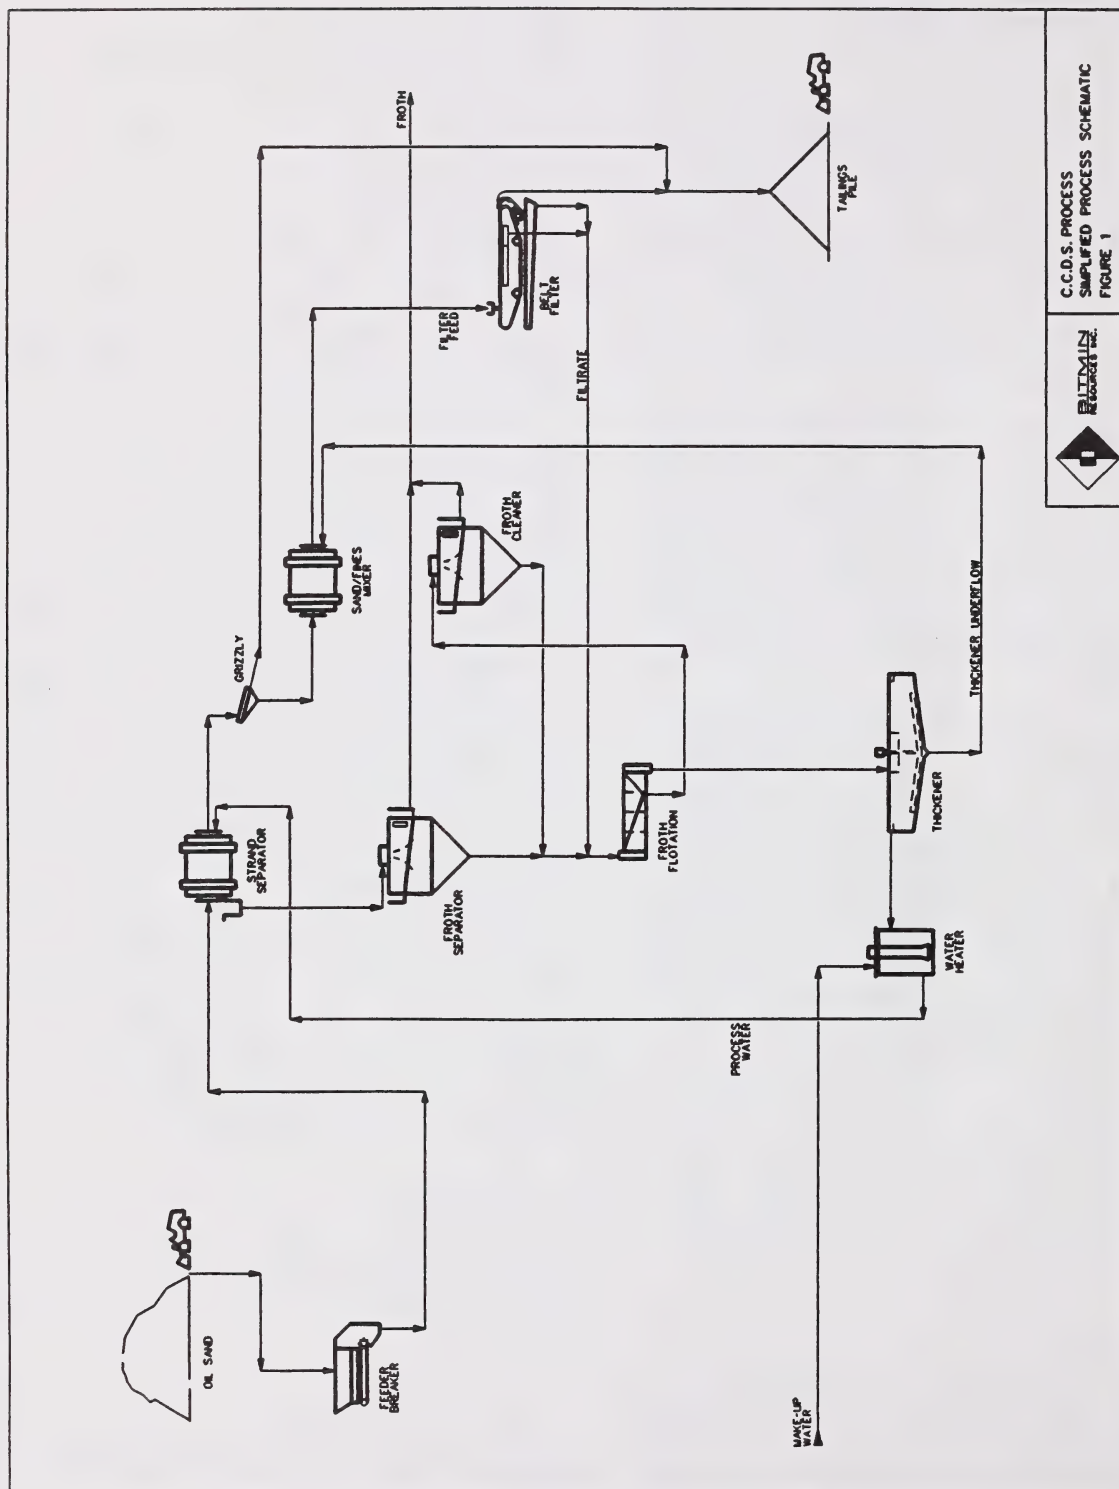 OIL SAND
FEEDER
BREAKER
STRAND
SEPARATOR
GRIZZLY
SAND/FINES
MIXER
FROTH
SEPARATOR
FROTH
CLEANER
FROTH
FILTER
FEED
BELT
FILTER
FILTRATE
FROTH
FLOTATION
PROCESS
WATER
MAKE-UP
WATER
WATER
HEATER
THICKENER
THICKENER UNDERFLOW
TAILINGS
PILE
BITMIN
RESOURCES INC.
C.C.D.S. PROCESS
SIMPLIFIED PROCESS SCHEMATIC
FIGURE 1